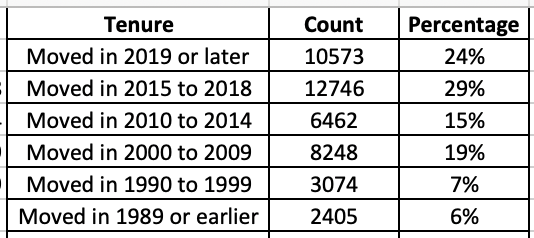 Tenure Count Percentage
Moved in 2019 or later 10573 24%
Moved in 2015 to 2018 12746 29%
Moved in 2010 to 2014 6462 15%
Moved in 2000 to 2009 8248 19%
Moved in 1990 to 1999 3074 7%
Moved in 1989 or earlier 2405 6%